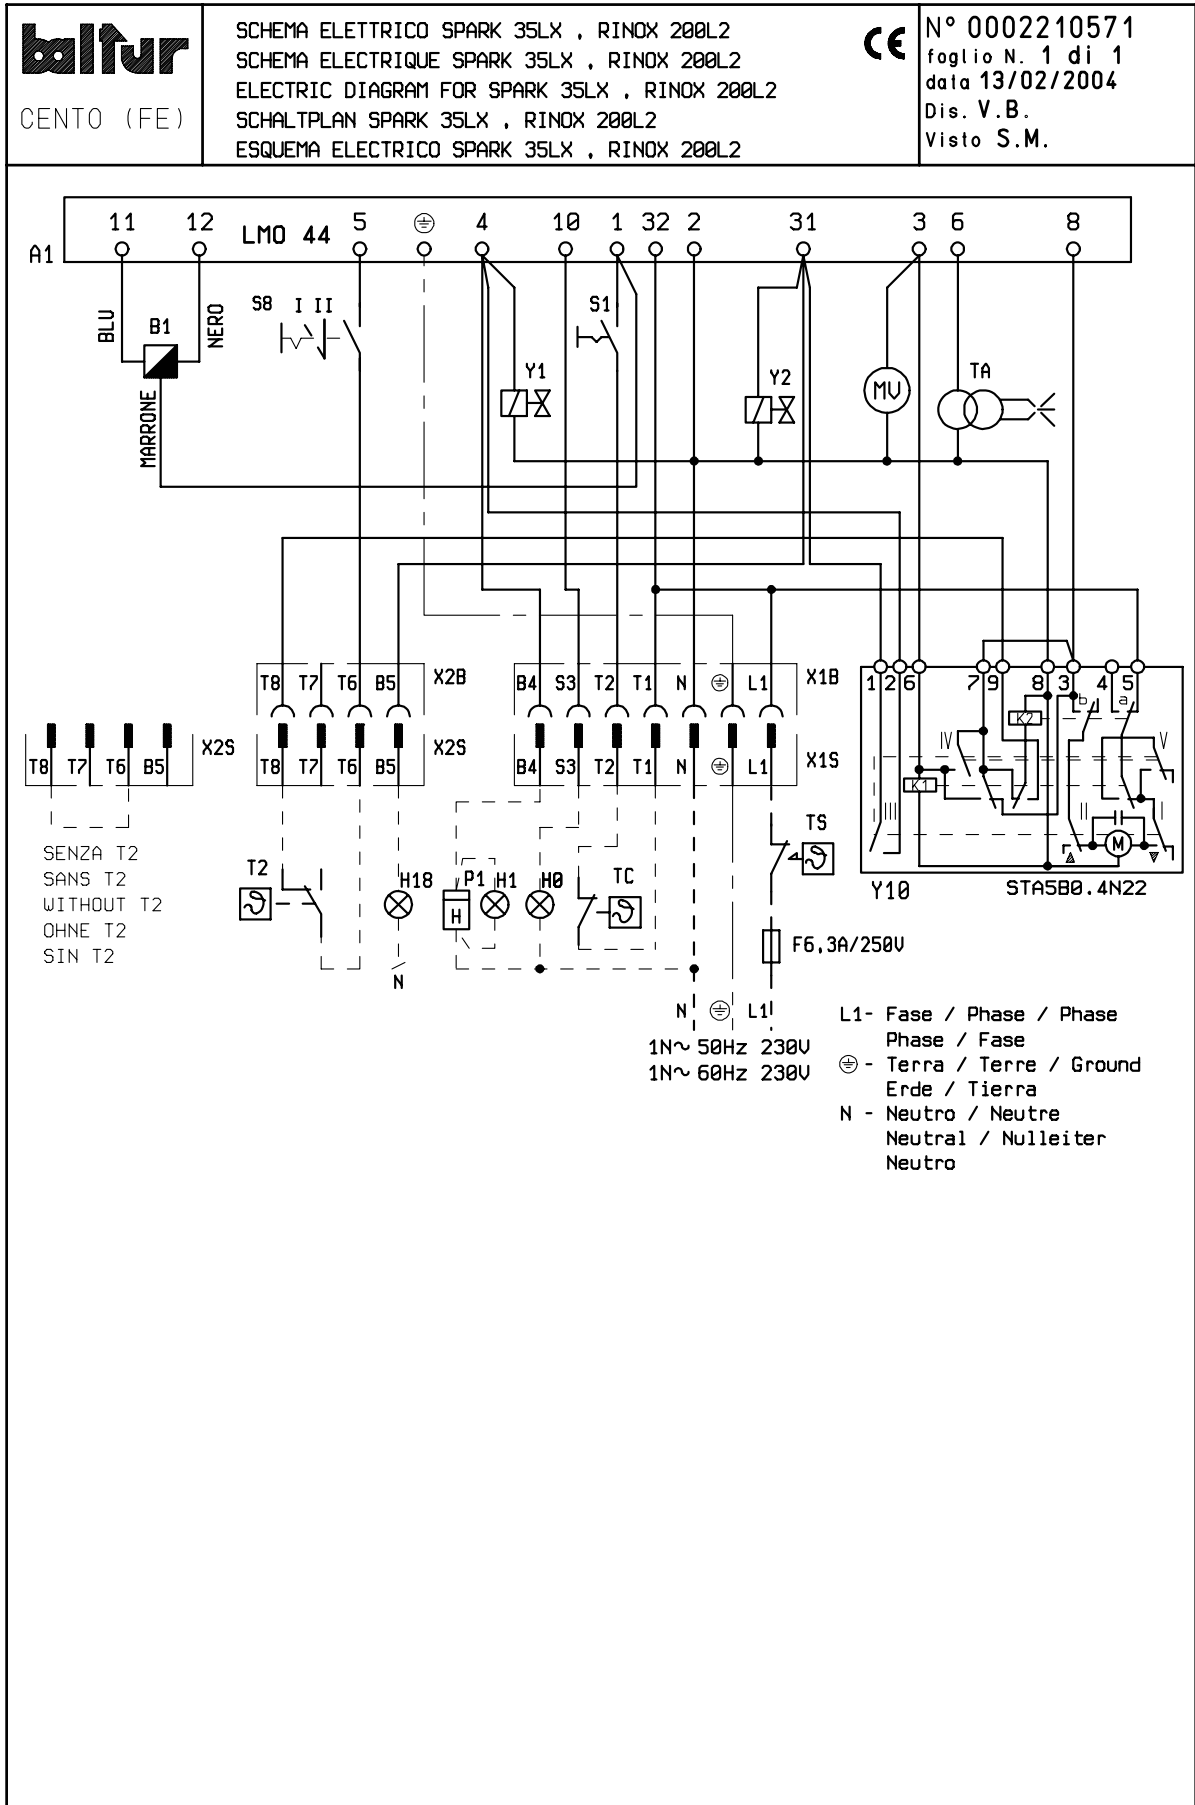 baltur
CENTO (FE)
SCHEMA ELETTRICO SPARK 35LX , RINOX 200L2
SCHEMA ELECTRIQUE SPARK 35LX , RINOX 200L2
ELECTRIC DIAGRAM FOR SPARK 35LX , RINOX 200L2
SCHALTPLAN SPARK 35LX , RINOX 200L2
ESQUEMA ELECTRICO SPARK 35LX , RINOX 200L2
CE
N° 0002210571
foglio N. 1 di 1
data 13/02/2004
Dis. V.B.
Visto S.M.
11 12 LMO 44 5 4 10 1 32 2 31 3 6 8
A1
BLU B1 NERO
MARRONE
S8 I II
S1
Y1
Y2
MV
TA
T8 T7 T6 B5 X2B
B4 S3 T2 T1 N L1 X1B
1 2 6 7 9 8 3 4 5
b a
K2
IV V
K1
III II I
M
T8 T7 T6 B5 X2S
T8 T7 T6 B5 X2S
B4 S3 T2 T1 N L1 X1S
SENZA T2
SANS T2
WITHOUT T2
OHNE T2
SIN T2
T2
H18
P1 H1 H0
H
TC
TS
Y10
STA5B0.4N22
F6,3A/250V
N
N L1
1N~ 50Hz 230V
1N~ 60Hz 230V
L1- Fase / Phase / Phase
Phase / Fase
- Terra / Terre / Ground
Erde / Tierra
N - Neutro / Neutre
Neutral / Nulleiter
Neutro